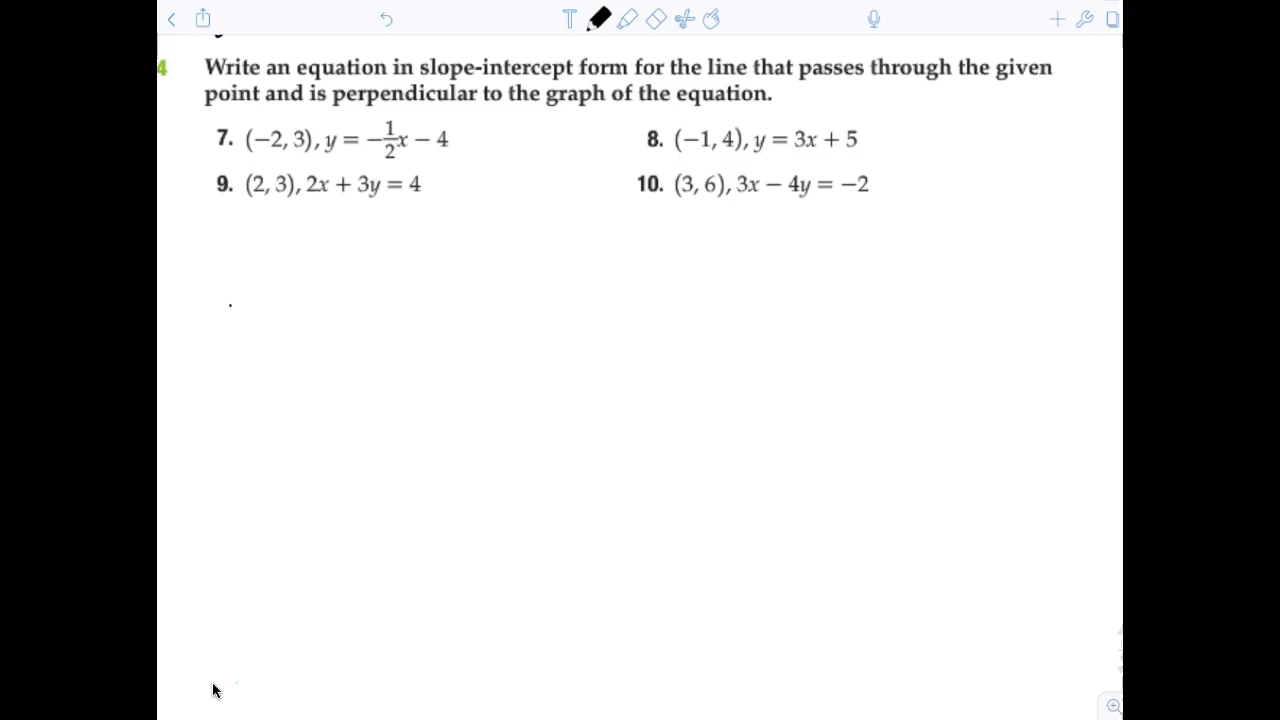 4 Write an equation in slope-intercept form for the line that passes through the given
point and is perpendicular to the graph of the equation.
7. (−2, 3), y = −1/2x − 4 8. (−1, 4), y = 3x + 5
9. (2, 3), 2x + 3y = 4 10. (3, 6), 3x − 4y = −2